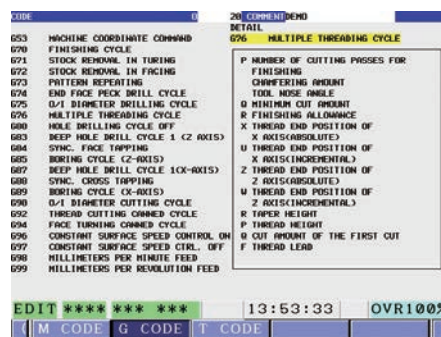 CODE 0 20 COMMENT DEMO
DETAIL
G53 MACHINE COORDINATE COMMAND
G70 FINISHING CYCLE
G71 STOCK REMOVAL IN TURING
G72 STOCK REMOVAL IN FACING
G73 PATTERN REPEATING
G74 END FACE PECK DRILL CYCLE
G75 O/I DIAMETER DRILLING CYCLE
G76 MULTIPLE THREADING CYCLE
G80 HOLE DRILLING CYCLE OFF
G83 DEEP HOLE DRILL CYCLE 1 (Z AXIS)
G84 SYNC. FACE TAPPING
G85 BORING CYCLE (Z-AXIS)
G87 DEEP HOLE DRILL CYCLE 1(X-AXIS)
G88 SYNC. CROSS TAPPING
G89 BORING CYCLE (X-AXIS)
G90 O/I DIAMETER CUTTING CYCLE
G92 THREAD CUTTING CANNED CYCLE
G94 FACE TURNING CANNED CYCLE
G96 CONSTANT SURFACE SPEED CONTROL ON
G97 CONSTANT SURFACE SPEED CTRL. OFF
G98 MILLIMETERS PER MINUTE FEED
G99 MILLIMETERS PER REVOLUTION FEED
G76 MULTIPLE THREADING CYCLE
P NUMBER OF CUTTING PASSES FOR
FINISHING
CHAMFERING AMOUNT
TOOL NOSE ANGLE
Q MINIMUM CUT AMOUNT
R FINISHING ALLOWANCE
X THREAD END POSITION OF
X AXIS(ABSOLUTE)
U THREAD END POSITION OF
X AXIS(INCREMENTAL)
Z THREAD END POSITION OF
Z AXIS(ABSOLUTE)
W THREAD END POSITION OF
Z AXIS(INCREMENTAL)
R TAPER HEIGHT
P THREAD HEIGHT
Q CUT AMOUNT OF THE FIRST CUT
F THREAD LEAD
EDIT **** *** *** 13:53:33 OVR100%
( M CODE G CODE T CODE